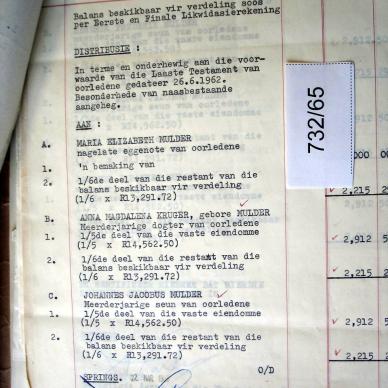 Balans beskikbaar vir verdeling soos
per Eerste en Finale Likwidasierekening
DISTRIBUSIE :
In terme en onderhewig aan die voor-
waarde van die Laaste Testament van
oorledene gedateer 26.6.1962.
Besonderhede van naasbestaande
aangeheg.
AAN :
A. MARIA ELIZABETH MULDER
nagelate eggenote van oorledene
1. 'n bemaking van
2. 1/6de deel van die restant van die
balans beskikbaar vir verdeling
(1/6 x R13,291.72)
B. ANNA MAGDALENA KRUGER, gebore MULDER
Meerderjarige dogter van oorledene
1. 1/5de deel van die vaste eiendomme
(1/5 x R14,562.50)
2. 1/6de deel van die restant van die
balans beskikbaar vir verdeling
(1/6 x R13,291.72)
C. JOHANNES JACOBUS MULDER
Meerderjarige seun van oorledene
1. 1/5de deel van die vaste eiendomme
(1/5 x R14,562.50)
2. 1/6de deel van die restant van die
balans beskikbaar vir verdeling
(1/6 x R13,291.72)
O/D
SPRINGS.
732/65
000 00
2,215 2
2,912 5
2,215 2
2,912 5
2,215 2